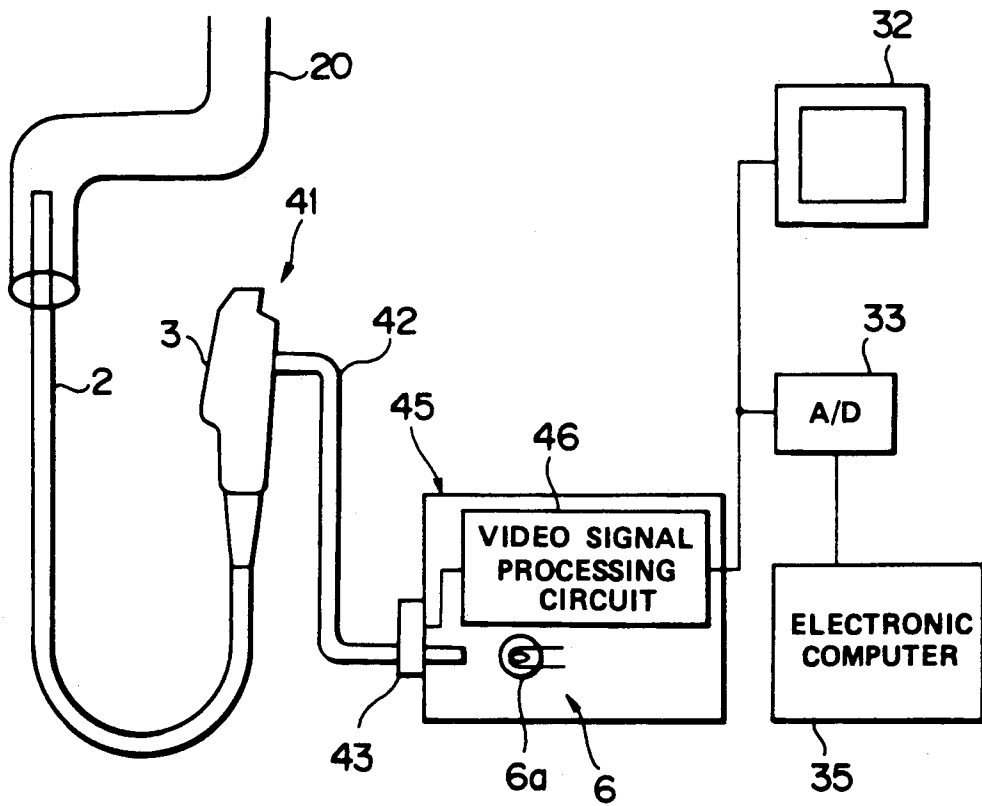 32
20
41
3
42
33
2
A/D
45
46
VIDEO SIGNAL
PROCESSING
CIRCUIT
ELECTRONIC
COMPUTER
43
6a
6
35